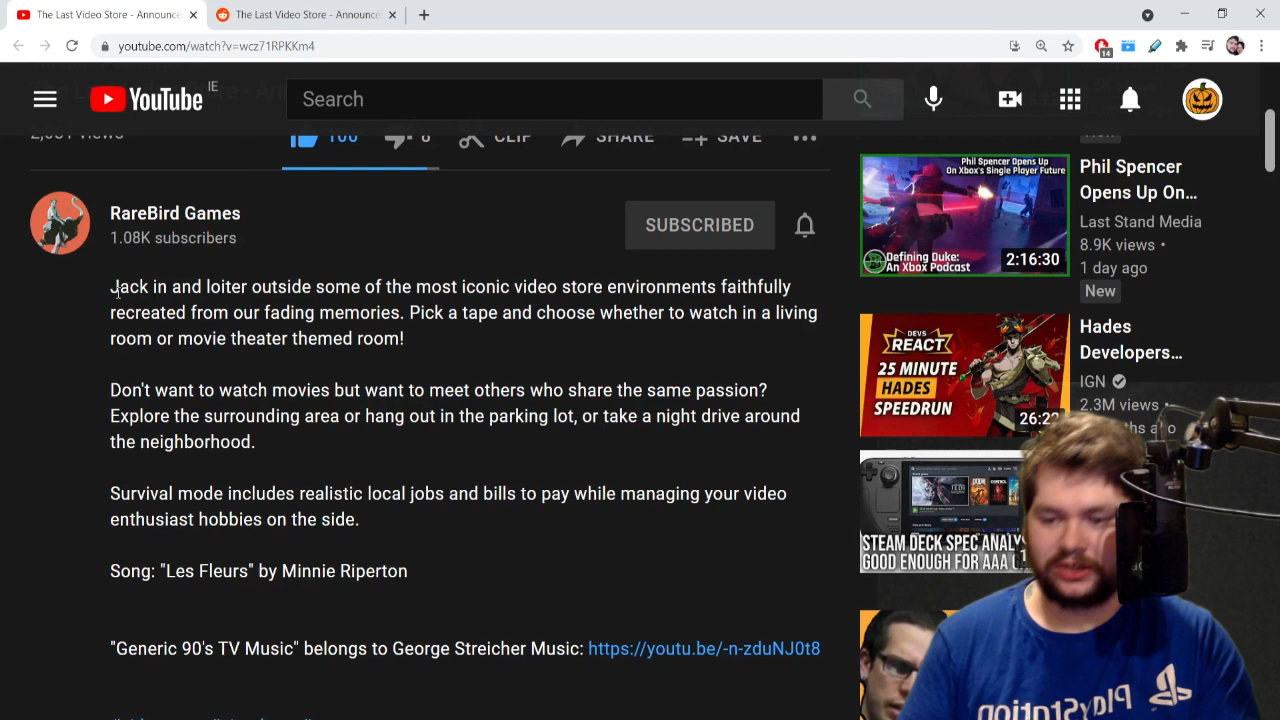 The Last Video Store - Announce
The Last Video Store - Announce
youtube.com/watch?v=wcz71RPKKm4
14
YouTube IE
Search
106
8
CLIP
SHARE
SAVE
RareBird Games
1.08K subscribers
SUBSCRIBED
Jack in and loiter outside some of the most iconic video store environments faithfully
recreated from our fading memories. Pick a tape and choose whether to watch in a living
room or movie theater themed room!
Don't want to watch movies but want to meet others who share the same passion?
Explore the surrounding area or hang out in the parking lot, or take a night drive around
the neighborhood.
Survival mode includes realistic local jobs and bills to pay while managing your video
enthusiast hobbies on the side.
Song: "Les Fleurs" by Minnie Riperton
"Generic 90's TV Music" belongs to George Streicher Music: https://youtu.be/-n-zduNJ0t8
Phil Spencer Opens Up
On Xbox's Single Player Future
Defining Duke:
An Xbox Podcast
2:16:30
Phil Spencer
Opens Up On...
Last Stand Media
8.9K views •
1 day ago
New
DEVS
REACT
25 MINUTE
HADES
SPEEDRUN
26:22
Hades
Developers...
IGN
2.3M views •
ago
STEAM DECK SPEC ANALY
GOOD ENOUGH FOR AAA
PlayStation